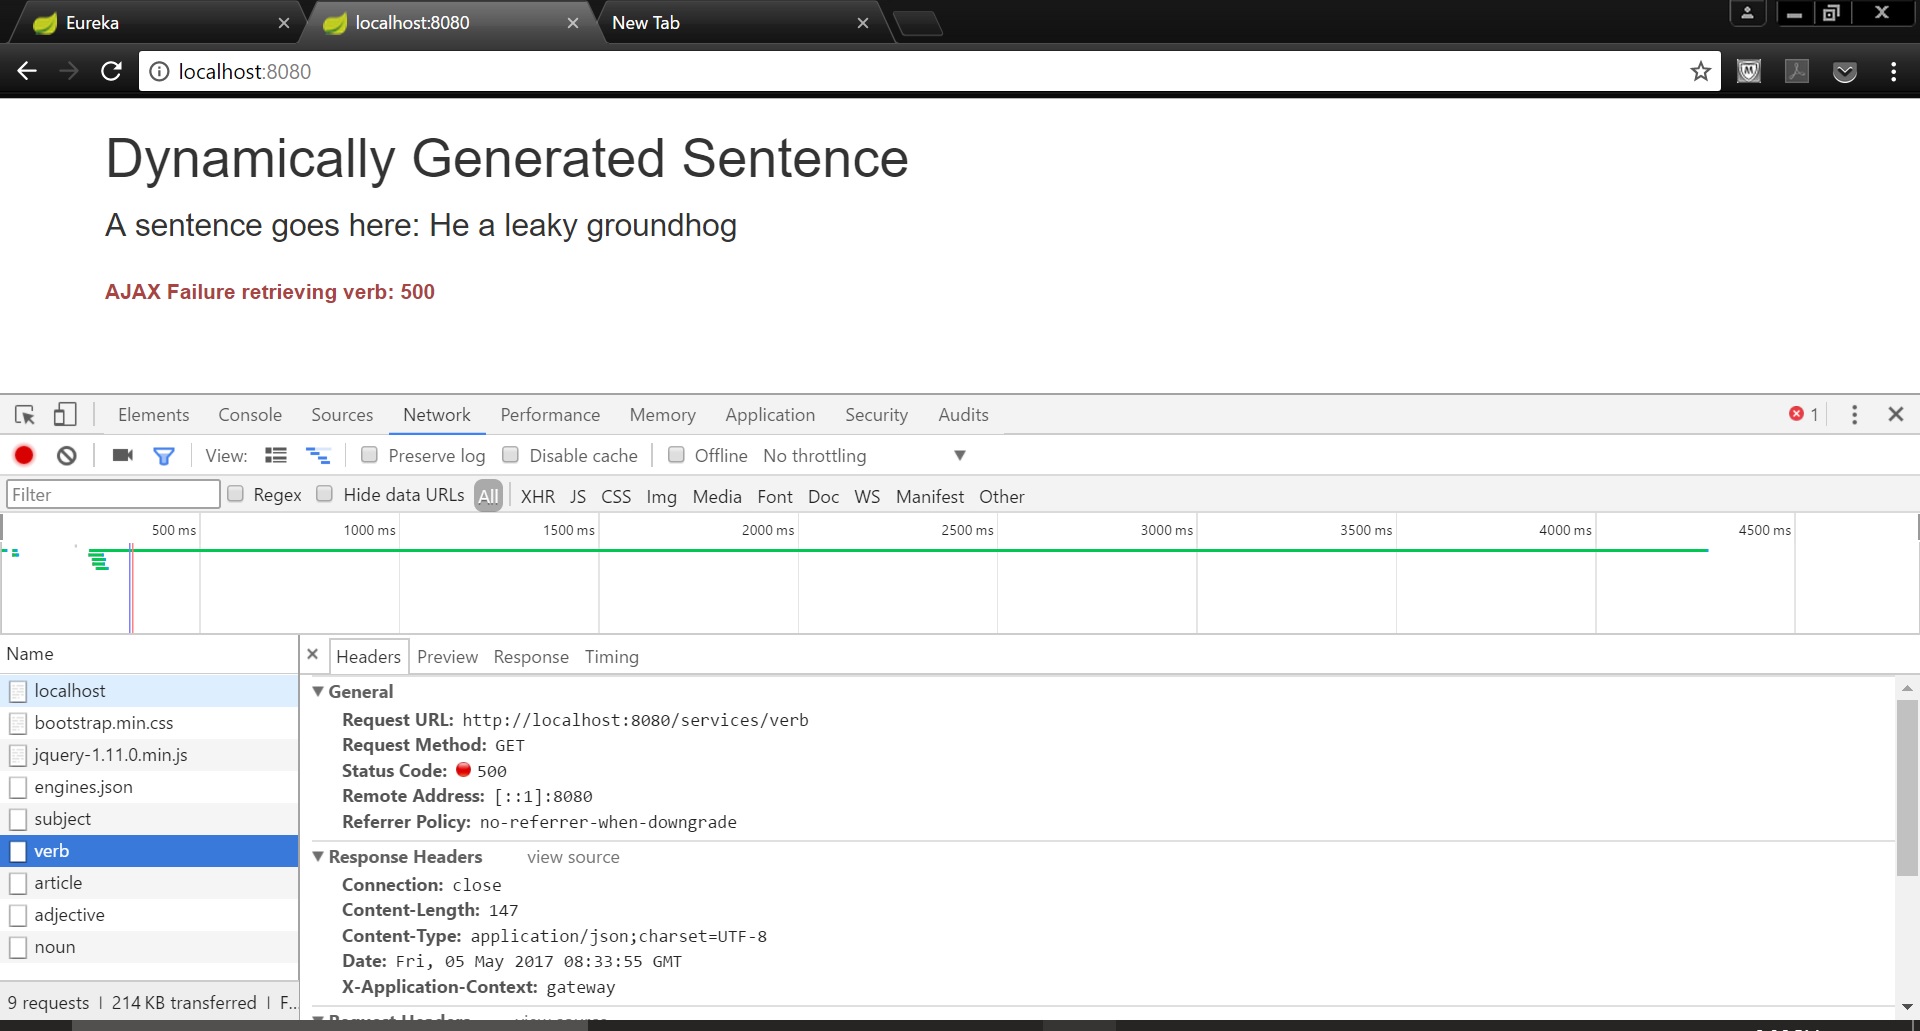 Eureka
localhost:8080
New Tab
localhost:8080
Dynamically Generated Sentence
A sentence goes here: He a leaky groundhog
AJAX Failure retrieving verb: 500
Elements Console Sources Network Performance Memory Application Security Audits 1
View: Preserve log Disable cache Offline No throttling
Filter Regex Hide data URLs All XHR JS CSS Img Media Font Doc WS Manifest Other
500 ms 1000 ms 1500 ms 2000 ms 2500 ms 3000 ms 3500 ms 4000 ms 4500 ms
Name
localhost
bootstrap.min.css
jquery-1.11.0.min.js
engines.json
subject
verb
article
adjective
noun
9 requests | 214 KB transferred | F...
Headers Preview Response Timing
General
Request URL: http://localhost:8080/services/verb
Request Method: GET
Status Code: 500
Remote Address: [::1]:8080
Referrer Policy: no-referrer-when-downgrade
Response Headers view source
Connection: close
Content-Length: 147
Content-Type: application/json;charset=UTF-8
Date: Fri, 05 May 2017 08:33:55 GMT
X-Application-Context: gateway
Request Headers view source